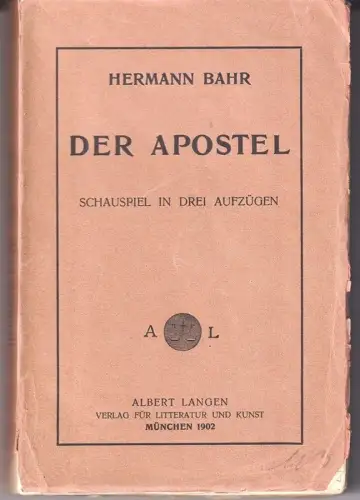 HERMANN BAHR
DER APOSTEL
SCHAUSPIEL IN DREI AUFZÜGEN
A L
ALBERT LANGEN
VERLAG FÜR LITTERATUR UND KUNST
MÜNCHEN 1902